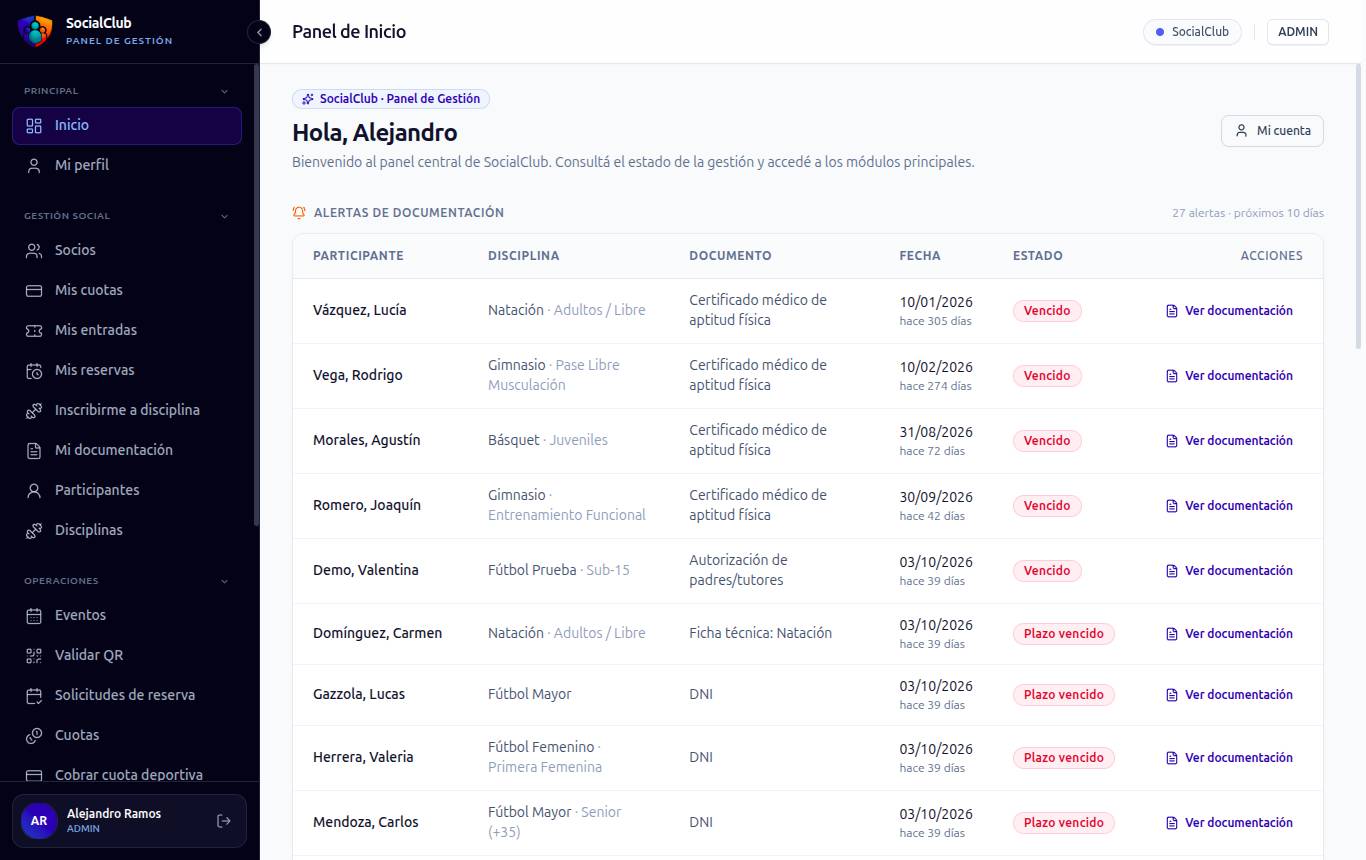 SocialClub
PANEL DE GESTIÓN
PRINCIPAL
Inicio
Mi perfil
GESTIÓN SOCIAL
Socios
Mis cuotas
Mis entradas
Mis reservas
Inscribirme a disciplina
Mi documentación
Participantes
Disciplinas
OPERACIONES
Eventos
Validar QR
Solicitudes de reserva
Cuotas
Cobrar cuota deportiva
AR
Alejandro Ramos
ADMIN
Panel de Inicio
SocialClub
ADMIN
SocialClub · Panel de Gestión
Hola, Alejandro
Bienvenido al panel central de SocialClub. Consultá el estado de la gestión y accedé a los módulos principales.
Mi cuenta
ALERTAS DE DOCUMENTACIÓN
27 alertas · próximos 10 días
PARTICIPANTE DISCIPLINA DOCUMENTO FECHA ESTADO ACCIONES
Vázquez, Lucía
Natación · Adultos / Libre
Certificado médico de
aptitud física
10/01/2026
hace 305 días
Vencido
Ver documentación
Vega, Rodrigo
Gimnasio · Pase Libre
Musculación
Certificado médico de
aptitud física
10/02/2026
hace 274 días
Vencido
Ver documentación
Morales, Agustín
Básquet · Juveniles
Certificado médico de
aptitud física
31/08/2026
hace 72 días
Vencido
Ver documentación
Romero, Joaquín
Gimnasio ·
Entrenamiento Funcional
Certificado médico de
aptitud física
30/09/2026
hace 42 días
Vencido
Ver documentación
Demo, Valentina
Fútbol Prueba · Sub-15
Autorización de
padres/tutores
03/10/2026
hace 39 días
Vencido
Ver documentación
Domínguez, Carmen
Natación · Adultos / Libre
Ficha técnica: Natación
03/10/2026
hace 39 días
Plazo vencido
Ver documentación
Gazzola, Lucas
Fútbol Mayor
DNI
03/10/2026
hace 39 días
Plazo vencido
Ver documentación
Herrera, Valeria
Fútbol Femenino ·
Primera Femenina
DNI
03/10/2026
hace 39 días
Plazo vencido
Ver documentación
Mendoza, Carlos
Fútbol Mayor · Senior
(+35)
DNI
03/10/2026
hace 39 días
Plazo vencido
Ver documentación